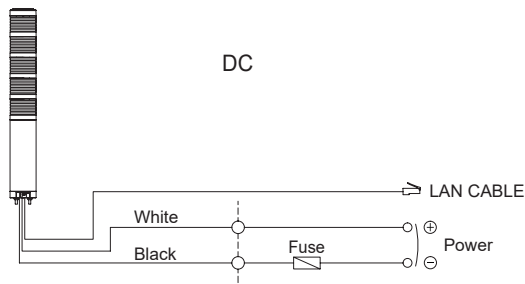 DC
LAN CABLE
White
⊕
Fuse
Power
Black
⊖